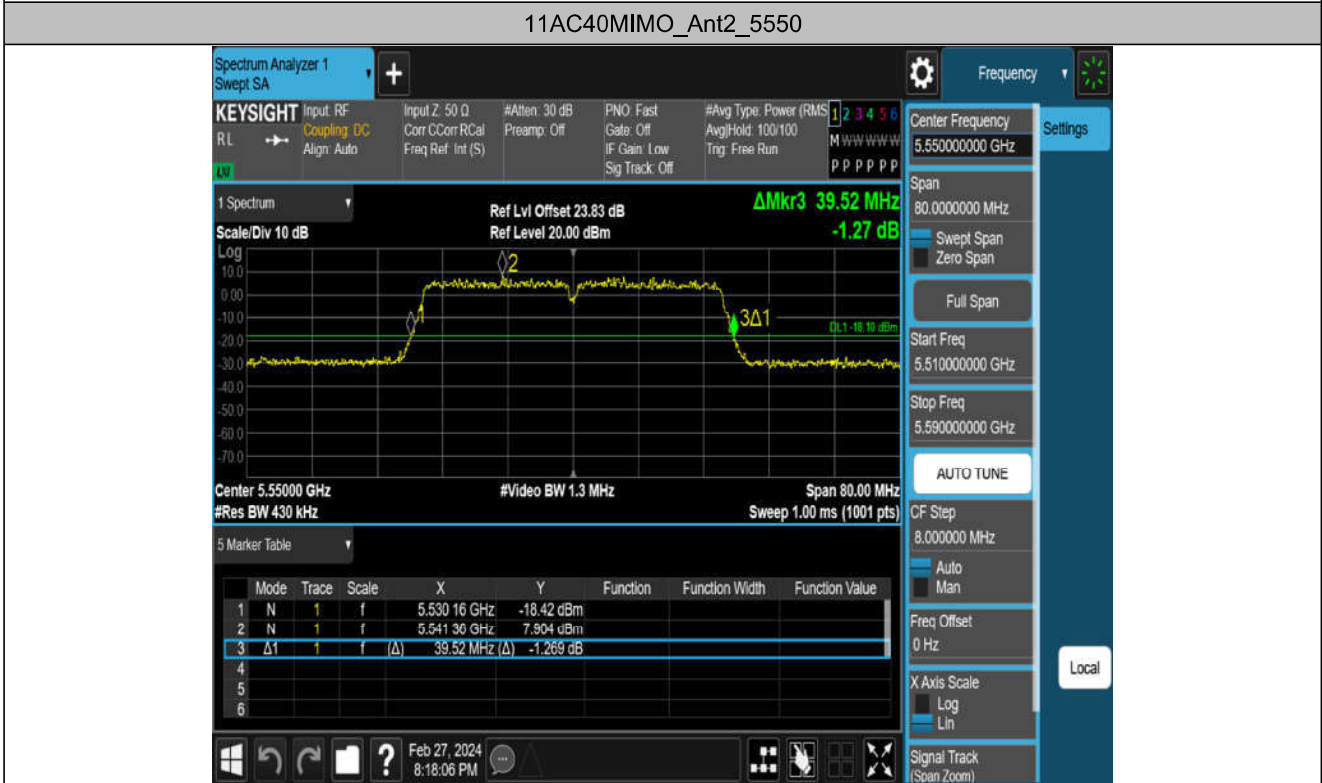 11AC40MIMO_Ant2_5550
Spectrum Analyzer 1
Swept SA
+
Frequency
KEYSIGHT
RL
LXI
Input: RF
Coupling: DC
Align: Auto
Input Z: 50 Ω
Corr CCorr RCal
Freq Ref: Int (S)
#Atten: 30 dB
Preamp: Off
PNO: Fast
Gate: Off
IF Gain: Low
Sig Track: Off
#Avg Type: Power (RMS
Avg|Hold: 100/100
Trig: Free Run
1 2 3 4 5 6
M W W W W W
P P P P P P
Center Frequency
5.550000000 GHz
Settings
Span
80.0000000 MHz
Swept Span
Zero Span
Full Span
Start Freq
5.510000000 GHz
Stop Freq
5.590000000 GHz
AUTO TUNE
CF Step
8.000000 MHz
Auto
Man
Freq Offset
0 Hz
X Axis Scale
Log
Lin
Signal Track
(Span Zoom)
Local
1 Spectrum
Scale/Div 10 dB
Ref Lvl Offset 23.83 dB
Ref Level 20.00 dBm
ΔMkr3 39.52 MHz
-1.27 dB
Log
10.0
0.00
-10.0
-20.0
-30.0
-40.0
-50.0
-60.0
-70.0
2
1
3Δ1
DL1 -18.10 dBm
Center 5.55000 GHz
#Res BW 430 kHz
#Video BW 1.3 MHz
Span 80.00 MHz
Sweep 1.00 ms (1001 pts)
5 Marker Table
Mode Trace Scale X Y Function Function Width Function Value
1 N 1 f 5.530 16 GHz -18.42 dBm
2 N 1 f 5.541 36 GHz 7.904 dBm
3 Δ1 1 f (Δ) 39.52 MHz (Δ) -1.269 dB
4
5
6
?
Feb 27, 2024
8:18:06 PM